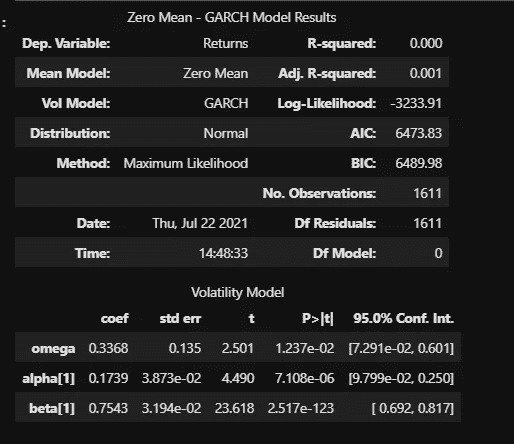 Zero Mean - GARCH Model Results
:
Dep. Variable: Returns R-squared: 0.000
Mean Model: Zero Mean Adj. R-squared: 0.001
Vol Model: GARCH Log-Likelihood: -3233.91
Distribution: Normal AIC: 6473.83
Method: Maximum Likelihood BIC: 6489.98
No. Observations: 1611
Date: Thu, Jul 22 2021 Df Residuals: 1611
Time: 14:48:33 Df Model: 0
Volatility Model
coef std err t P>|t| 95.0% Conf. Int.
omega 0.3368 0.135 2.501 1.237e-02 [7.291e-02, 0.601]
alpha[1] 0.1739 3.873e-02 4.490 7.108e-06 [9.799e-02, 0.250]
beta[1] 0.7543 3.194e-02 23.618 2.517e-123 [ 0.692, 0.817]